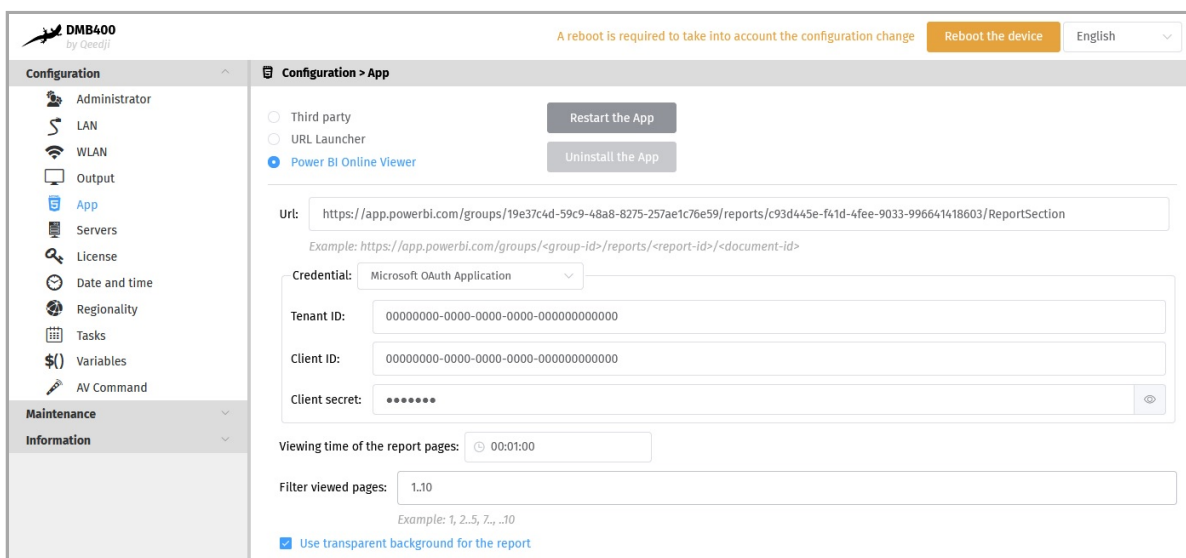 DMB400
by Qeedji
A reboot is required to take into account the configuration change
Reboot the device
English
Configuration
Administrator
LAN
WLAN
Output
App
Servers
License
Date and time
Regionality
Tasks
$() Variables
AV Command
Maintenance
Information
Configuration > App
Third party
URL Launcher
Power BI Online Viewer
Restart the App
Uninstall the App
Url: https://app.powerbi.com/groups/19e37c4d-59c9-48a8-8275-257ae1c76e59/reports/c93d445e-f41d-4fee-9033-996641418603/ReportSection
Example: https://app.powerbi.com/groups/<group-id>/reports/<report-id>/<document-id>
Credential: Microsoft OAuth Application
Tenant ID: 00000000-0000-0000-0000-000000000000
Client ID: 00000000-0000-0000-0000-000000000000
Client secret: •••••••
Viewing time of the report pages: 00:01:00
Filter viewed pages: 1..10
Example: 1, 2..5, 7.., ..10
Use transparent background for the report